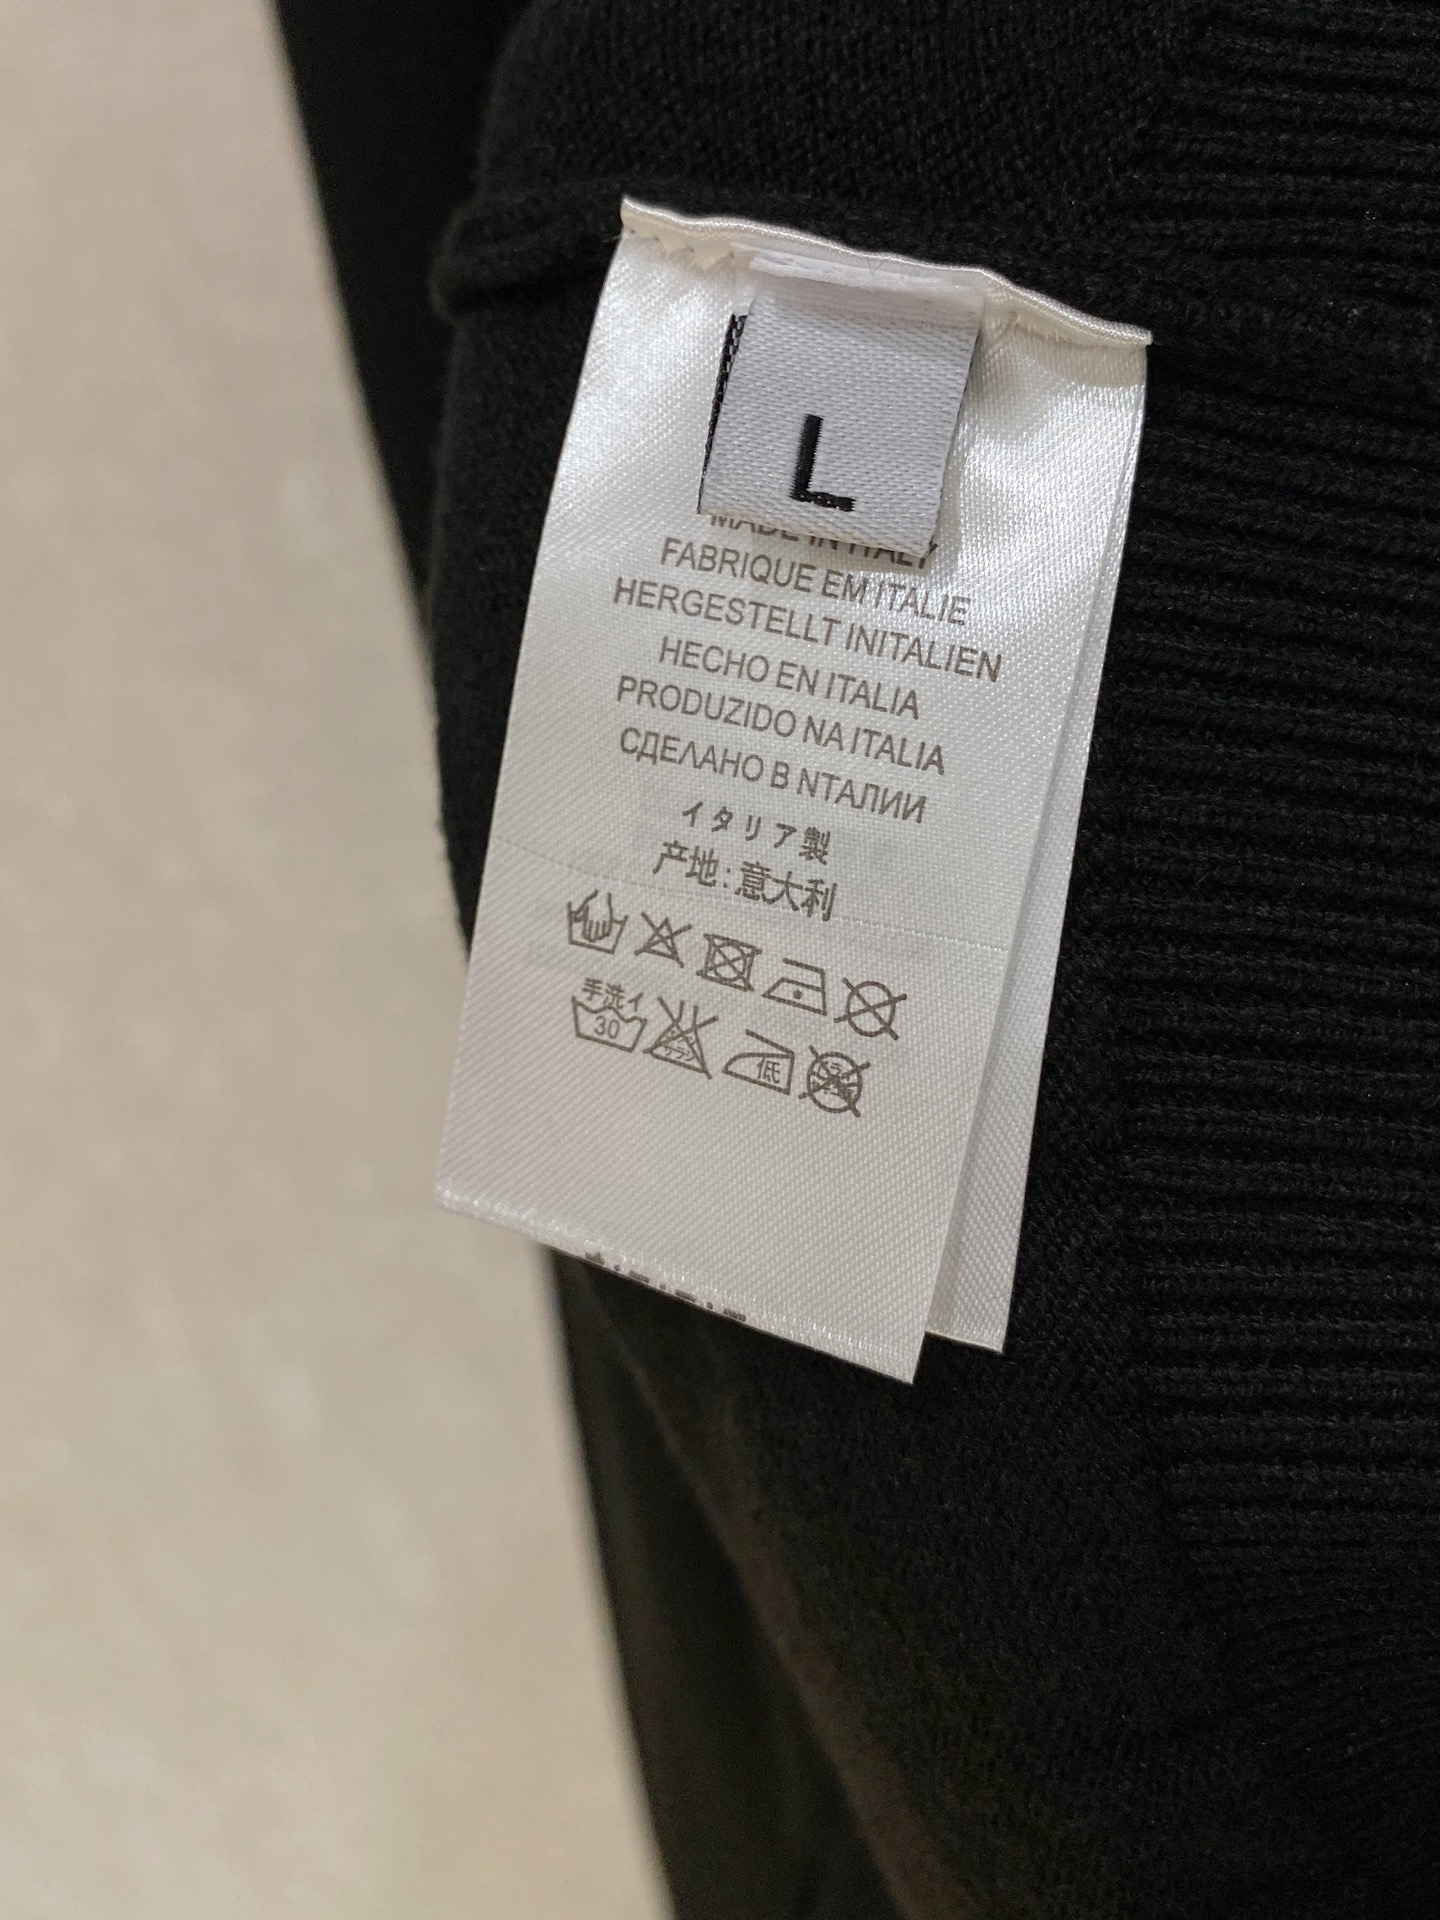 L
MADE IN ITALY
FABRIQUE EM ITALIE
HERGESTELLT INITALIEN
HECHO EN ITALIA
PRODUZIDO NA ITALIA
СДЕЛАНО В NТАЛИИ
イタリア製
产地:意大利
手洗イ
30
低